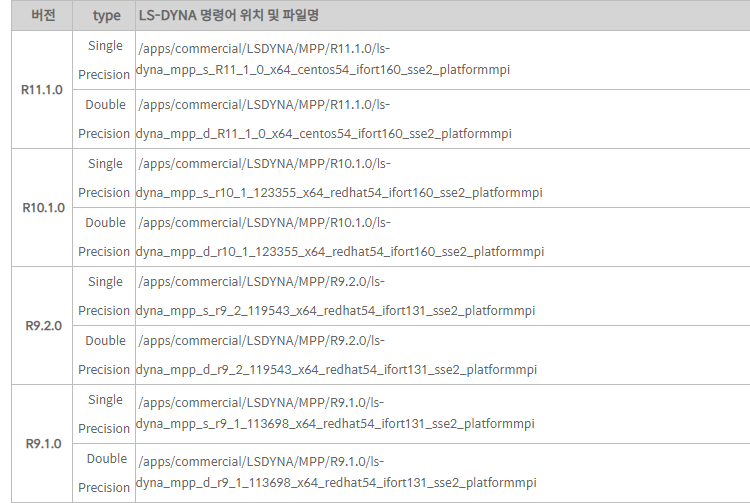 버전 type LS-DYNA 명령어 위치 및 파일명
R11.1.0
Single Precision
/apps/commercial/LSDYNA/MPP/R11.1.0/ls-
dyna_mpp_s_R11_1_0_x64_centos54_ifort160_sse2_platformmpi
Double Precision
/apps/commercial/LSDYNA/MPP/R11.1.0/ls-
dyna_mpp_d_R11_1_0_x64_centos54_ifort160_sse2_platformmpi
R10.1.0
Single Precision
/apps/commercial/LSDYNA/MPP/R10.1.0/ls-
dyna_mpp_s_r10_1_123355_x64_redhat54_ifort160_sse2_platformmpi
Double Precision
/apps/commercial/LSDYNA/MPP/R10.1.0/ls-
dyna_mpp_d_r10_1_123355_x64_redhat54_ifort160_sse2_platformmpi
R9.2.0
Single Precision
/apps/commercial/LSDYNA/MPP/R9.2.0/ls-
dyna_mpp_s_r9_2_119543_x64_redhat54_ifort131_sse2_platformmpi
Double Precision
/apps/commercial/LSDYNA/MPP/R9.2.0/ls-
dyna_mpp_d_r9_2_119543_x64_redhat54_ifort131_sse2_platformmpi
R9.1.0
Single Precision
/apps/commercial/LSDYNA/MPP/R9.1.0/ls-
dyna_mpp_s_r9_1_113698_x64_redhat54_ifort131_sse2_platformmpi
Double Precision
/apps/commercial/LSDYNA/MPP/R9.1.0/ls-
dyna_mpp_d_r9_1_113698_x64_redhat54_ifort131_sse2_platformmpi